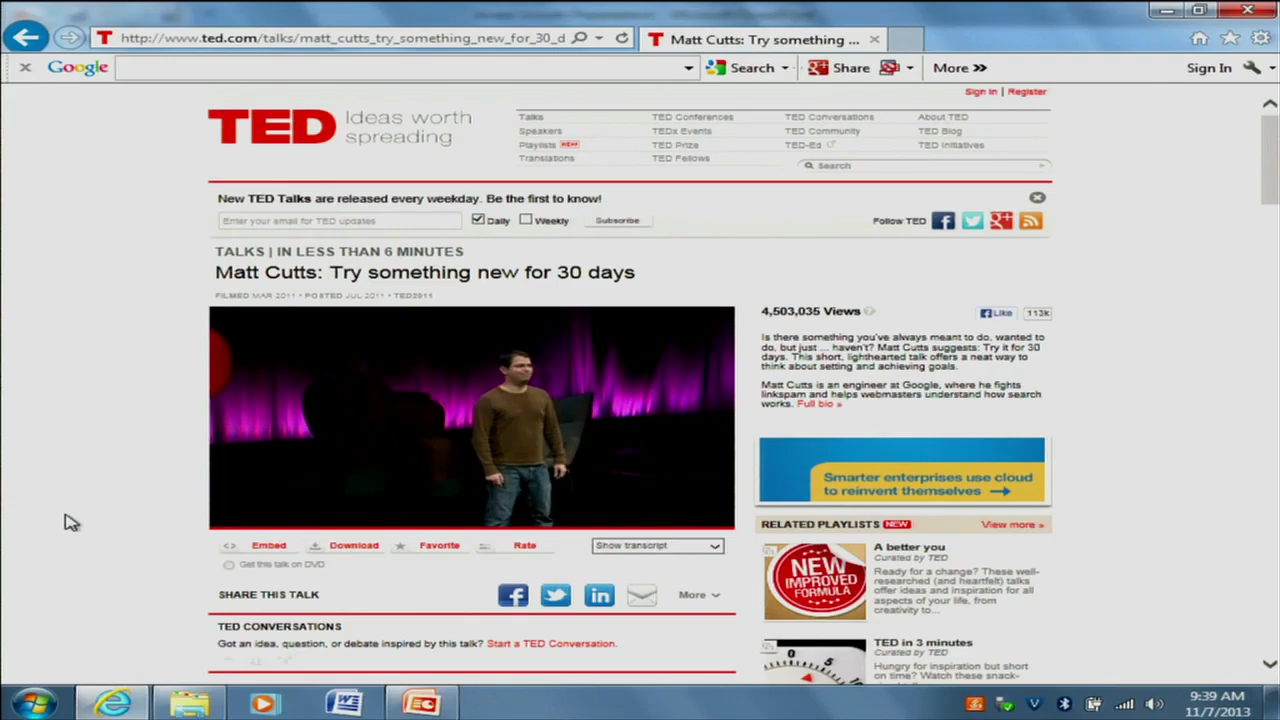 http://www.ted.com/talks/matt_cutts_try_something_new_for_30_d
Matt Cutts: Try something ...
Google
Search
Share
More »
Sign In
Sign In | Register
TED Ideas worth spreading
Talks
TED Conferences
TED Conversations
About TED
Speakers
TEDx Events
TED Community
TED Blog
Playlists NEW!
TED Prize
TED-Ed
TED Initiatives
Translations
TED Fellows
Search
New TED Talks are released every weekday. Be the first to know!
Enter your email for TED updates
Daily
Weekly
Subscribe
Follow TED
TALKS | IN LESS THAN 6 MINUTES
Matt Cutts: Try something new for 30 days
FILMED MAR 2011 • POSTED JUL 2011 • TED2011
4,503,035 Views
Like
113k
Is there something you've always meant to do, wanted to
do, but just ... haven't? Matt Cutts suggests: Try it for 30
days. This short, lighthearted talk offers a neat way to
think about setting and achieving goals.
Matt Cutts is an engineer at Google, where he fights
linkspam and helps webmasters understand how search
works. Full bio »
Smarter enterprises use cloud
to reinvent themselves
RELATED PLAYLISTS NEW
View more »
NEW
IMPROVED
FORMULA
A better you
Curated by TED
Ready for a change? These well-
researched (and heartfelt) talks
offer ideas and inspiration for all
aspects of your life, from
creativity to...
Embed
Download
Favorite
Rate
Show transcript
Get this talk on DVD
SHARE THIS TALK
More
TED CONVERSATIONS
Got an idea, question, or debate inspired by this talk? Start a TED Conversation.
0
5
TED in 3 minutes
Curated by TED
Hungry for inspiration but short
on time? Watch these snack-
9:39 AM
11/7/2013